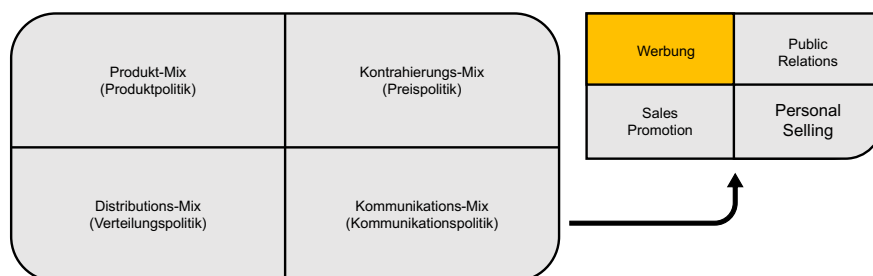 Produkt-Mix
(Produktpolitik)
Kontrahierungs-Mix
(Preispolitik)
Distributions-Mix
(Verteilungspolitik)
Kommunikations-Mix
(Kommunikationspolitik)
Werbung
Public
Relations
Sales
Promotion
Personal
Selling